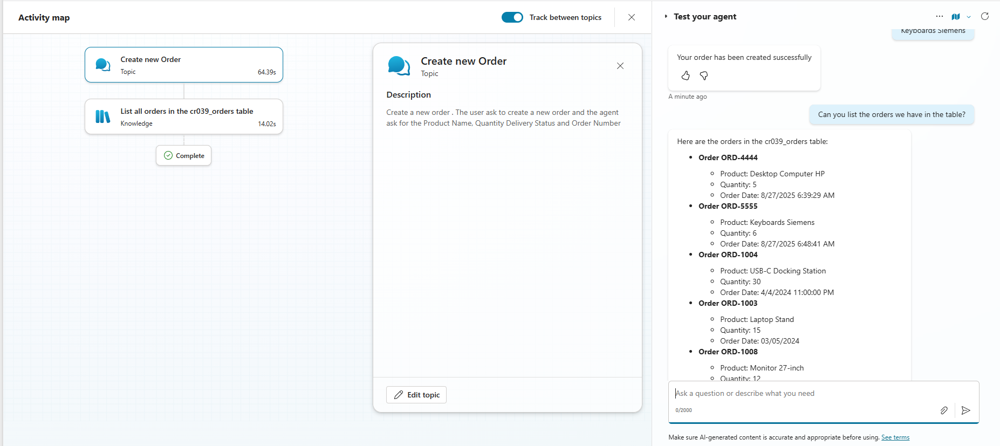 Activity map
Track between topics
Create new Order
Topic
64.39s
List all orders in the cr039_orders table
Knowledge
14.02s
Complete
Create new Order
Topic
Description
Create a new order . The user ask to create a new order and the agent
ask for the Product Name, Quantity Delivery Status and Order Number
Edit topic
Test your agent
Keyboards Siemens
Your order has been created suscessfully
A minute ago
Can you list the orders we have in the table?
Here are the orders in the cr039_orders table:
Order ORD-4444
Product: Desktop Computer HP
Quantity: 5
Order Date: 8/27/2025 6:39:29 AM
Order ORD-5555
Product: Keyboards Siemens
Quantity: 6
Order Date: 8/27/2025 6:48:41 AM
Order ORD-1004
Product: USB-C Docking Station
Quantity: 30
Order Date: 4/4/2024 11:00:00 PM
Order ORD-1003
Product: Laptop Stand
Quantity: 15
Order Date: 03/05/2024
Order ORD-1008
Product: Monitor 27-inch
Quantity: 12
Ask a question or describe what you need
0/2000
Make sure AI-generated content is accurate and appropriate before using. See terms